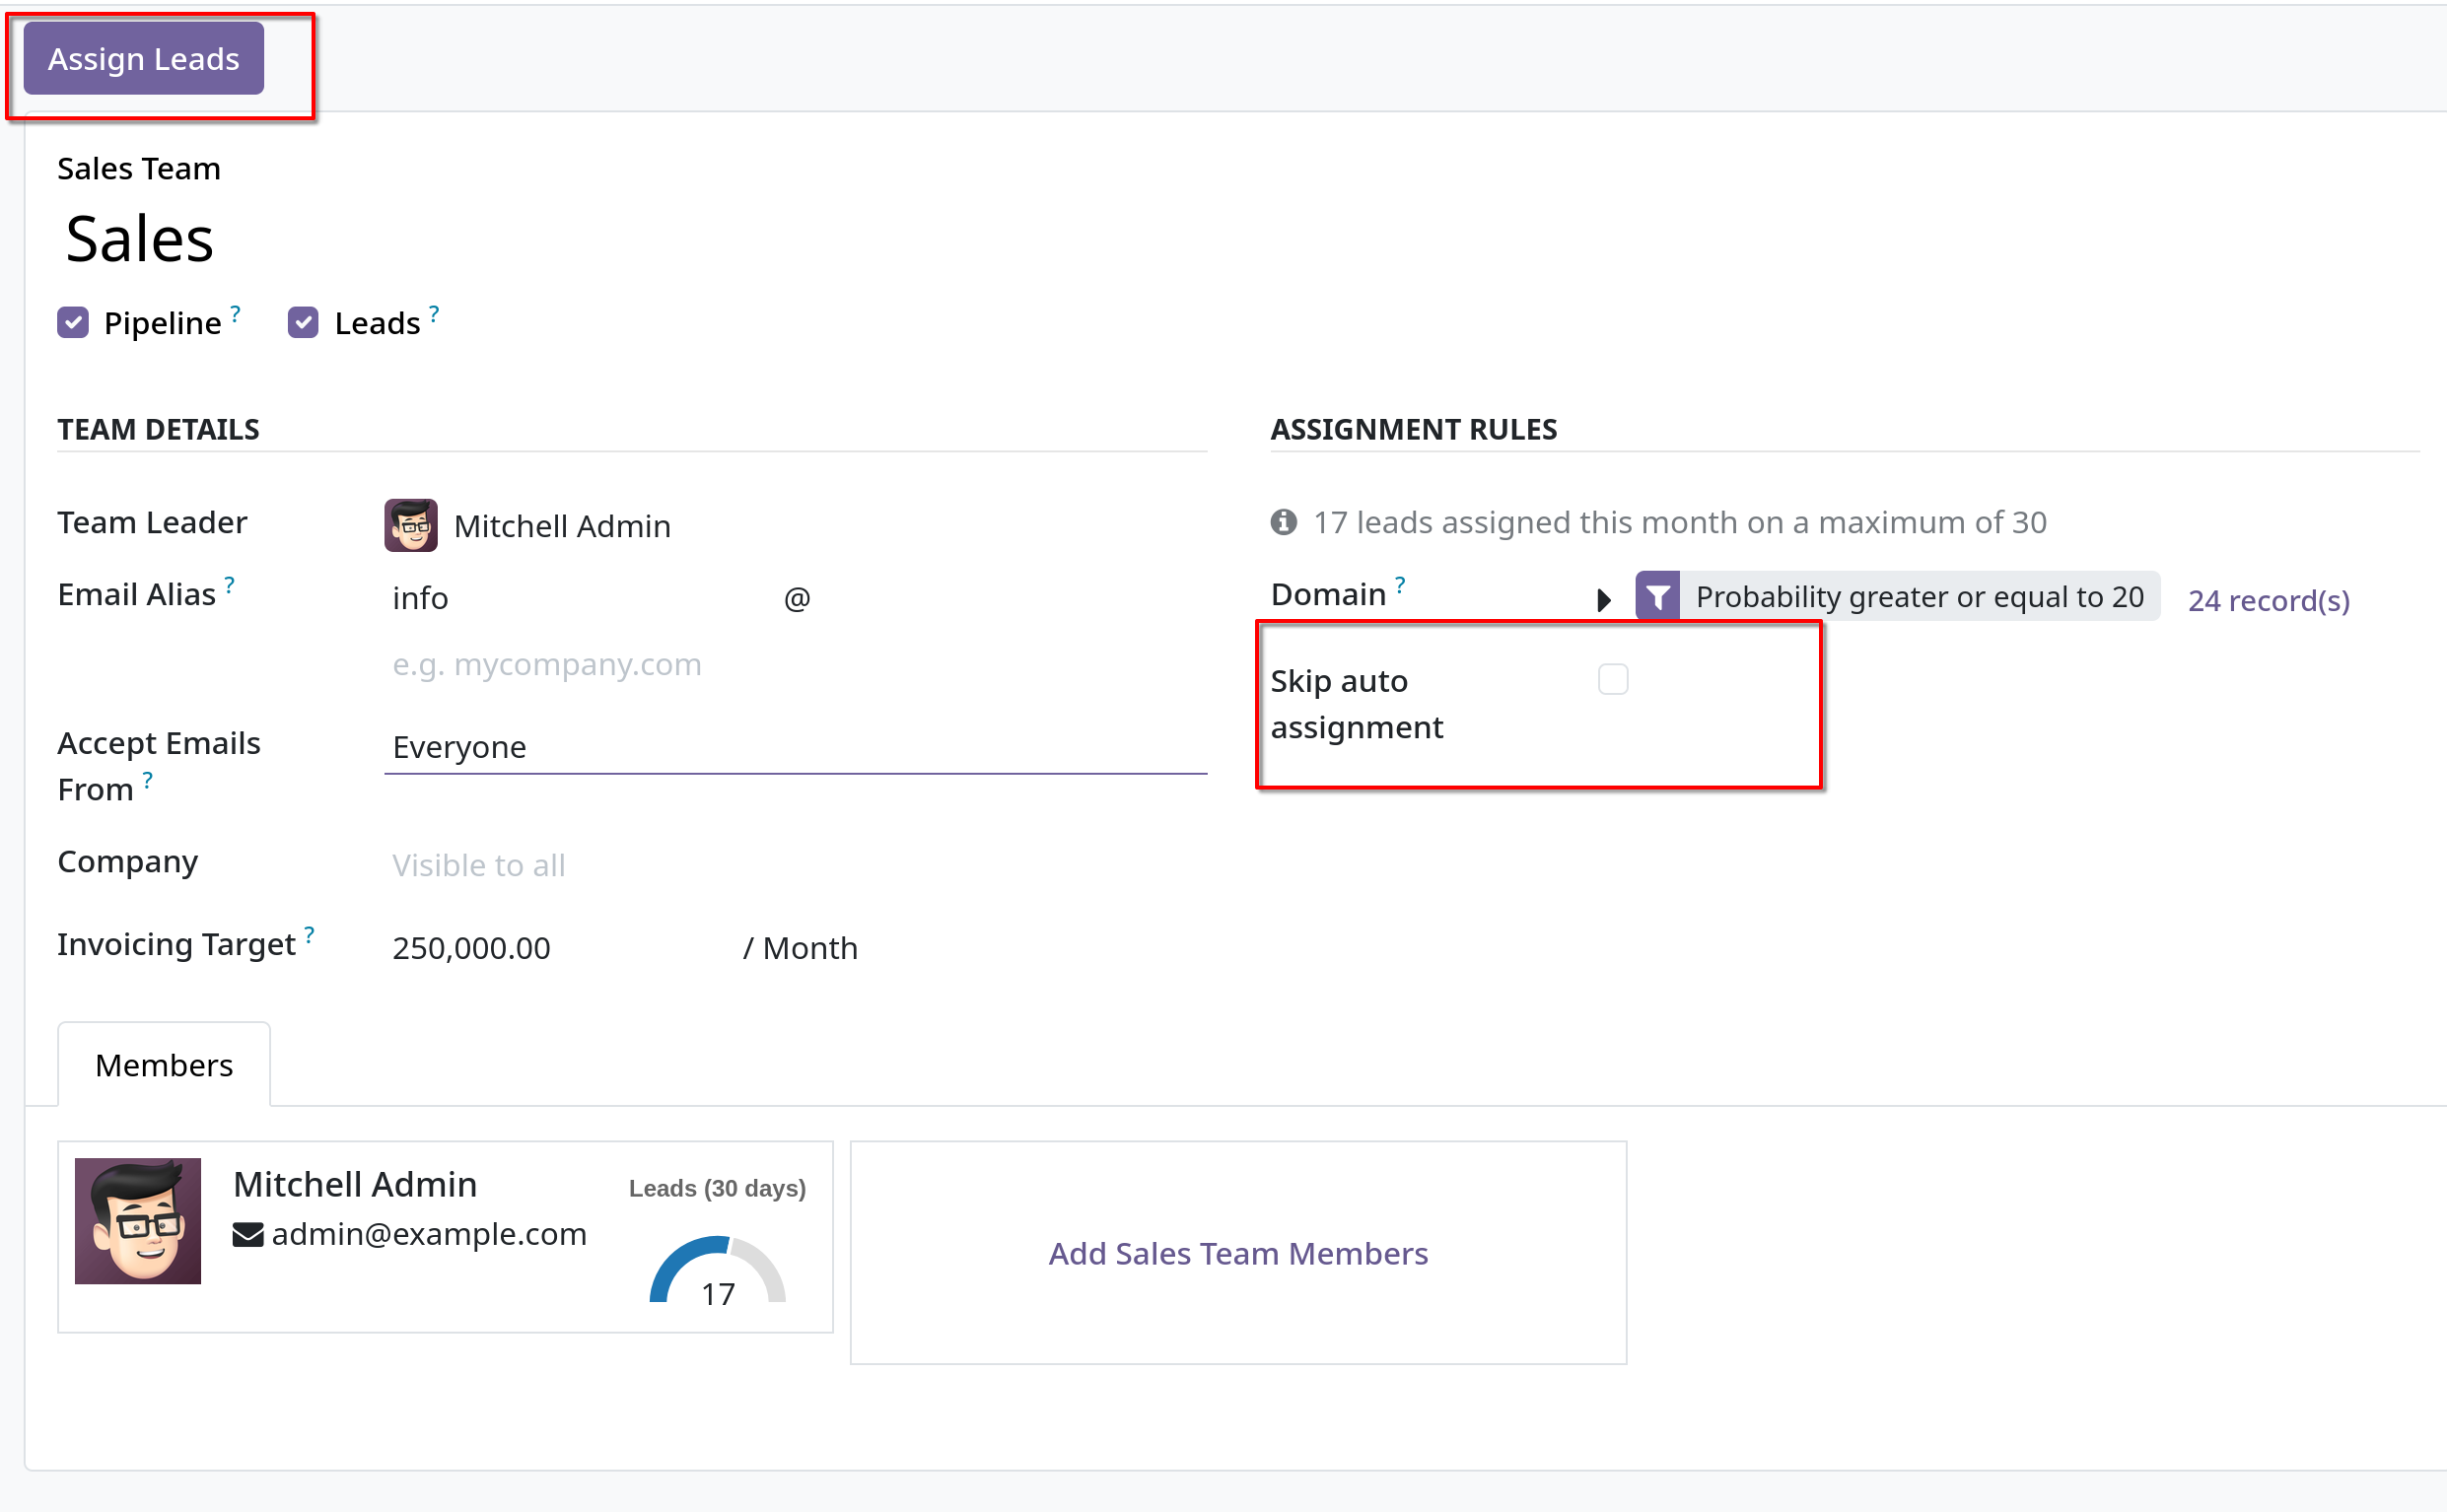 Assign Leads
Sales Team
Sales
Pipeline ? Leads ?
TEAM DETAILS
Team Leader Mitchell Admin
Email Alias ? info @
e.g. mycompany.com
Accept Emails
From ?
Everyone
Company Visible to all
Invoicing Target ? 250,000.00 / Month
ASSIGNMENT RULES
17 leads assigned this month on a maximum of 30
Domain ? Probability greater or equal to 20 24 record(s)
Skip auto
assignment
Members
Mitchell Admin
admin@example.com
Leads (30 days)
17
Add Sales Team Members